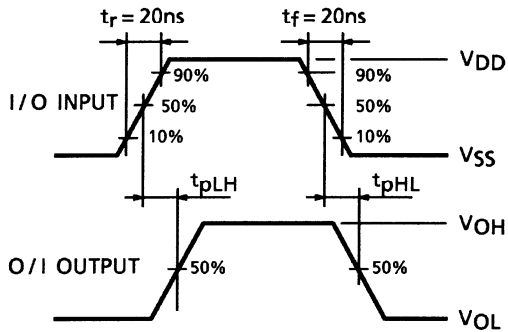 tr = 20ns
tf = 20ns
VDD
90%
90%
I/O INPUT
50%
50%
10%
10%
VSS
tpLH
tpHL
VOH
O/I OUTPUT
50%
50%
VOL